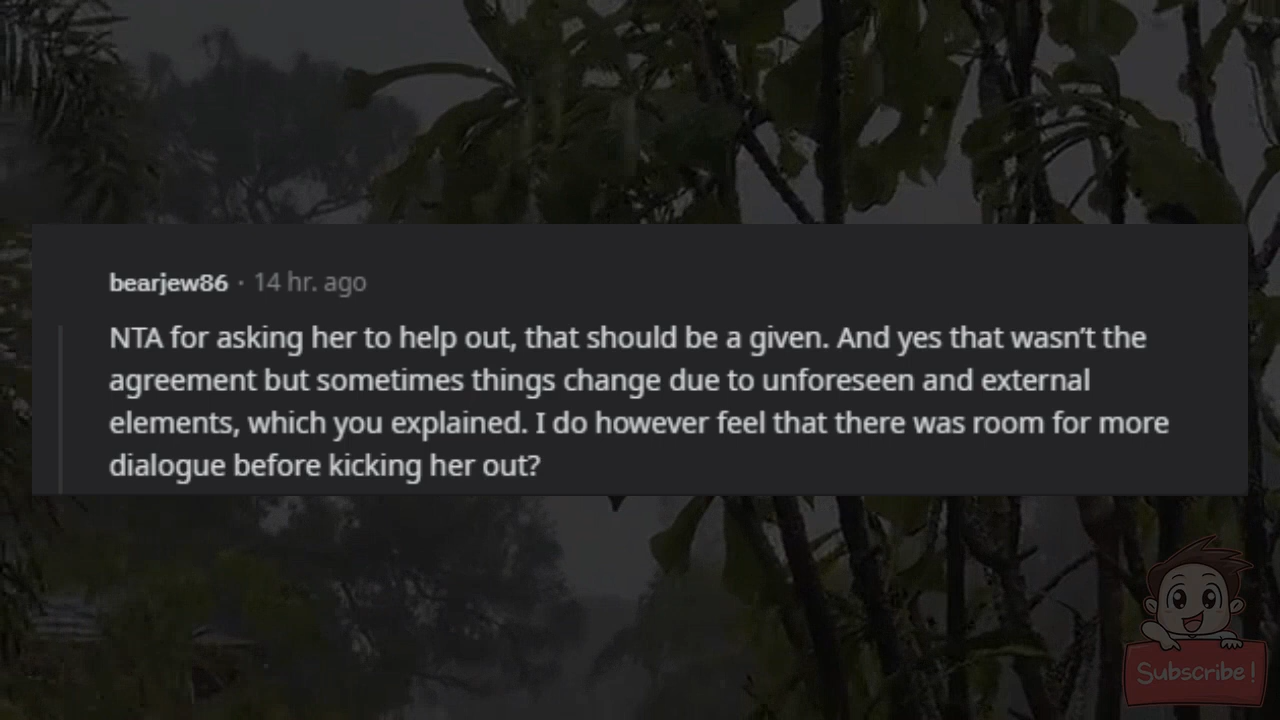 bearjew86 · 14 hr. ago
NTA for asking her to help out, that should be a given. And yes that wasn’t the
agreement but sometimes things change due to unforeseen and external
elements, which you explained. I do however feel that there was room for more
dialogue before kicking her out?
Subscribe!